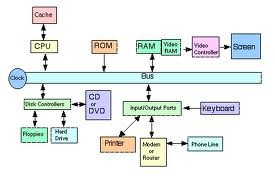 Cache
CPU
ROM
RAM
Video
RAM
Video
Controller
Screen
Clock
Bus
Disk Controllers
CD
or
DVD
Input/Output Ports
Keyboard
Floppies
Hard
Drive
Printer
Modem
or
Router
Phone Line